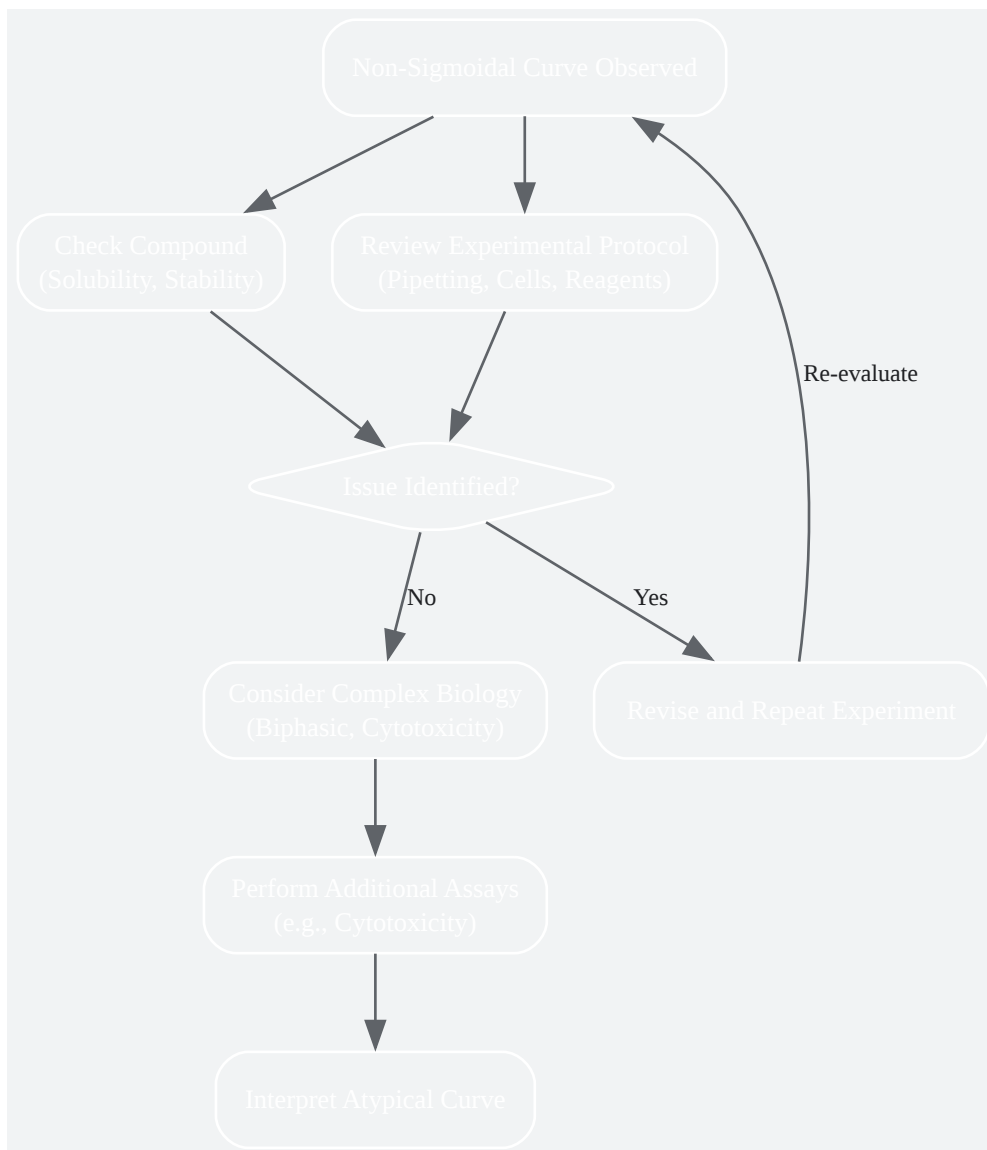 Non-Sigmoidal Curve Observed
Check Compound
(Solubility, Stability)
Review Experimental Protocol
(Pipetting, Cells, Reagents)
Re-evaluate
Issue Identified?
No
Yes
Consider Complex Biology
(Biphasic, Cytotoxicity)
Revise and Repeat Experiment
Perform Additional Assays
(e.g., Cytotoxicity)
Interpret Atypical Curve